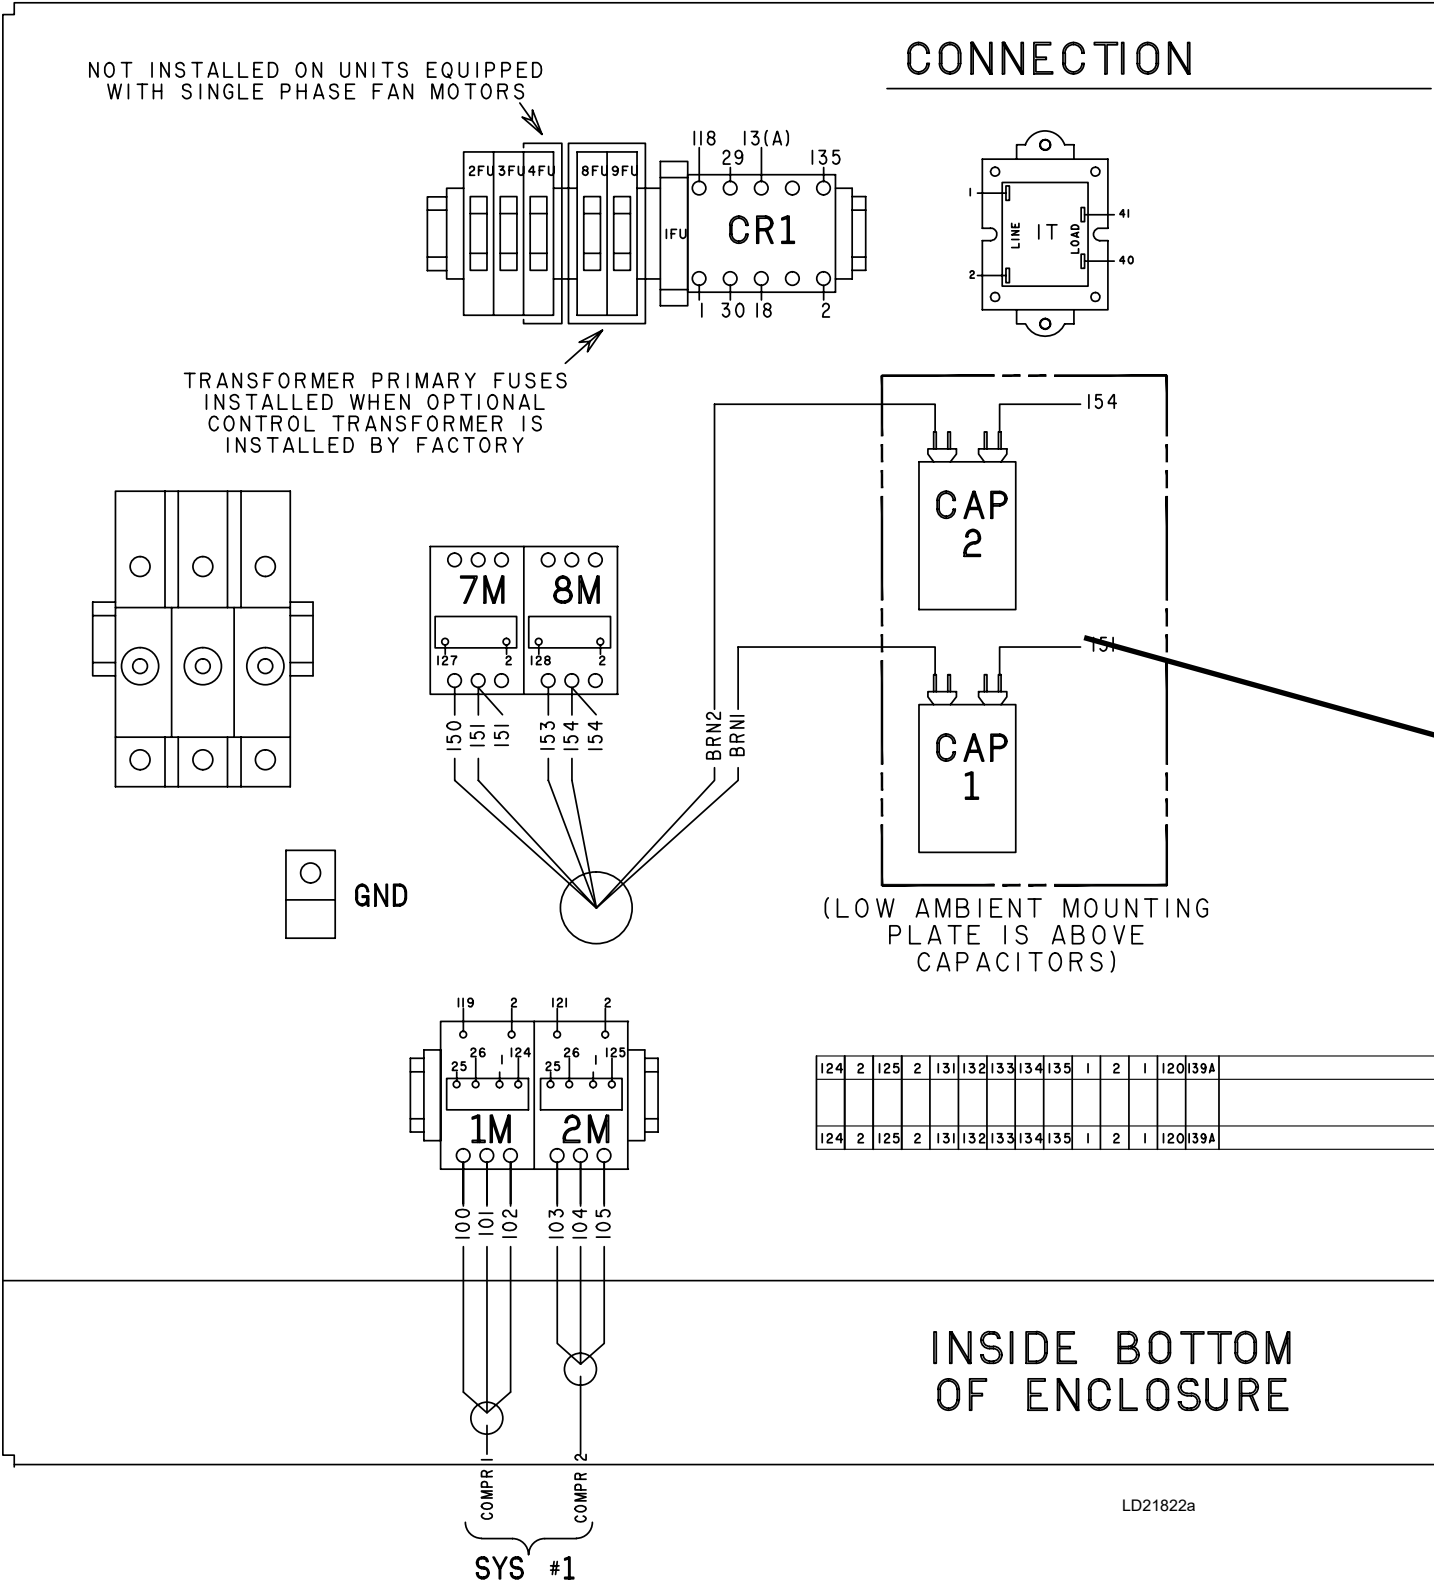 CONNECTION
NOT INSTALLED ON UNITS EQUIPPED
WITH SINGLE PHASE FAN MOTORS
118 13(A)
29 135
2FU 3FU 4FU 8FU 9FU
1FU
CR1
1 30 18 2
1
41
LINE
1T
LOAD
2
40
TRANSFORMER PRIMARY FUSES
INSTALLED WHEN OPTIONAL
CONTROL TRANSFORMER IS
INSTALLED BY FACTORY
154
CAP
2
7M 8M
127 2 128 2
150 151 151 153 154 154
BRN2 BRN1
151
CAP
1
GND
(LOW AMBIENT MOUNTING
PLATE IS ABOVE
CAPACITORS)
119 2 121 2
25 26 1 124 25 26 1 125
1M 2M
100 101 102 103 104 105
124 2 125 2 131 132 133 134 135 1 2 1 120 139A
124 2 125 2 131 132 133 134 135 1 2 1 120 139A
INSIDE BOTTOM
OF ENCLOSURE
COMPR 1 COMPR 2
SYS #1
LD21822a